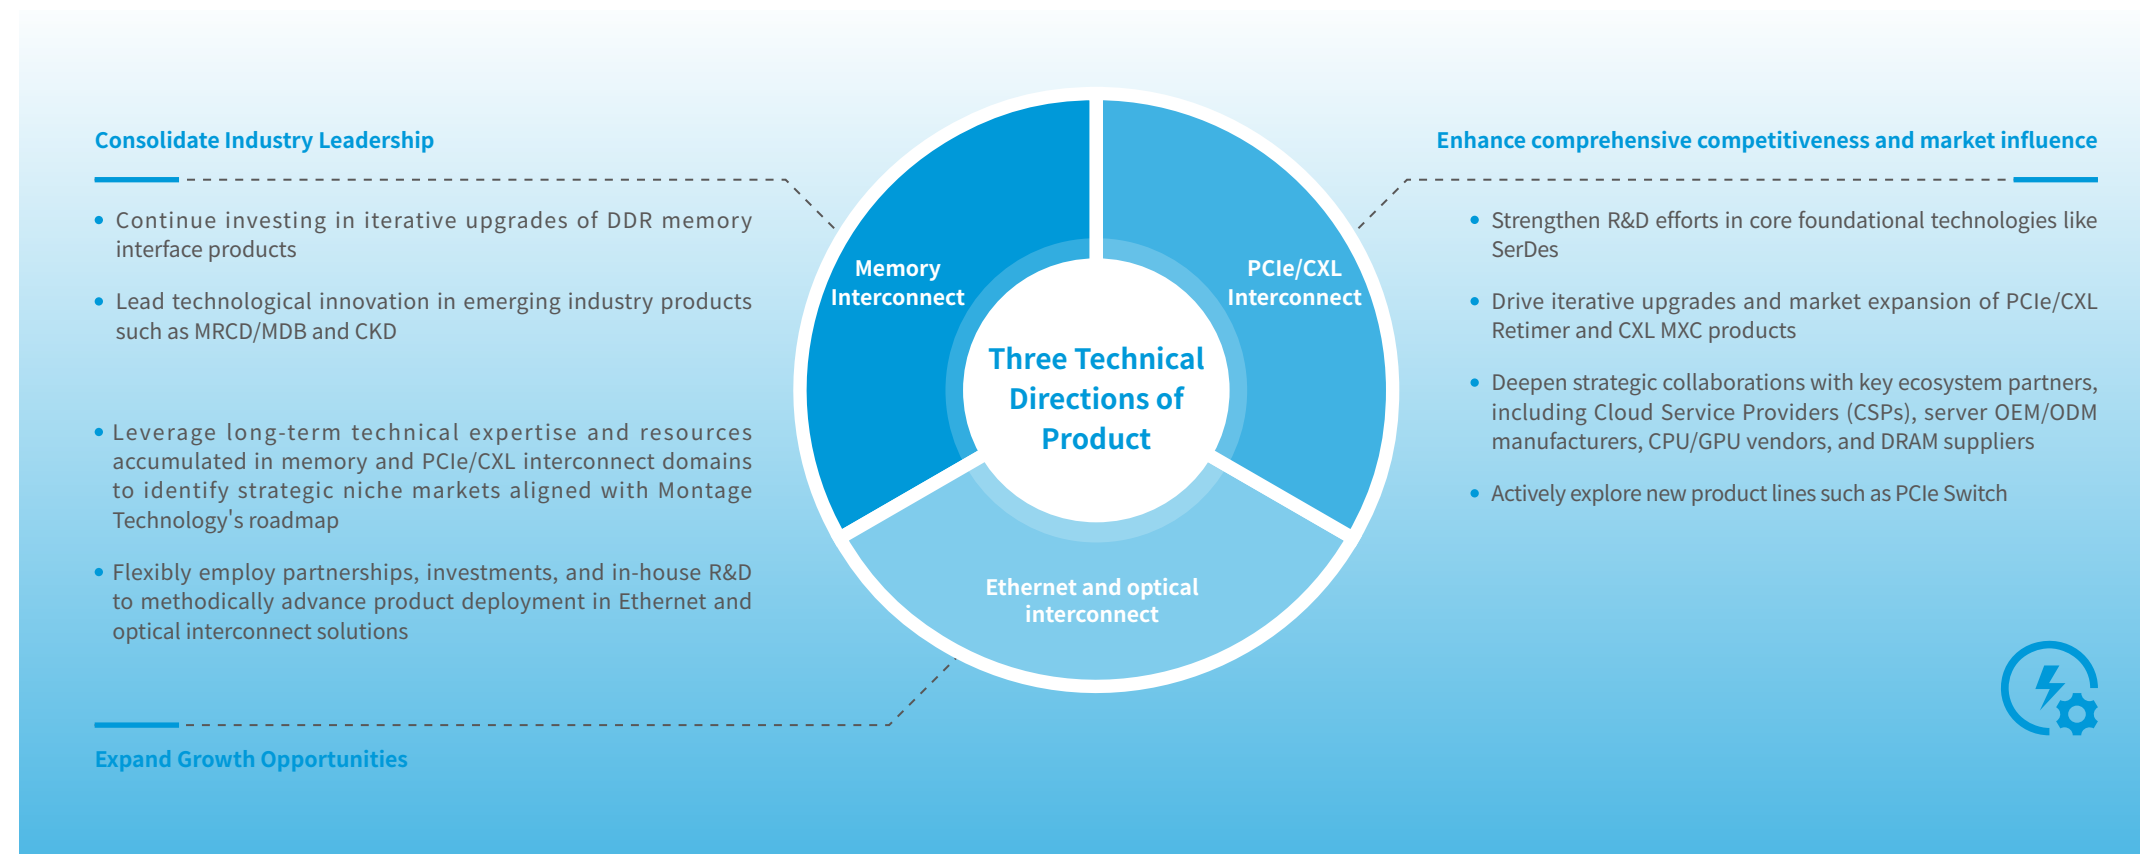 Consolidate Industry Leadership
Continue investing in iterative upgrades of DDR memory
interface products
Lead technological innovation in emerging industry products
such as MRCD/MDB and CKD
Leverage long-term technical expertise and resources
accumulated in memory and PCIe/CXL interconnect domains
to identify strategic niche markets aligned with Montage
Technology's roadmap
Flexibly employ partnerships, investments, and in-house R&D
to methodically advance product deployment in Ethernet and
optical interconnect solutions
Expand Growth Opportunities
Memory
Interconnect
PCIe/CXL
Interconnect
Three Technical
Directions of
Product
Ethernet and optical
interconnect
Enhance comprehensive competitiveness and market influence
Strengthen R&D efforts in core foundational technologies like
SerDes
Drive iterative upgrades and market expansion of PCIe/CXL
Retimer and CXL MXC products
Deepen strategic collaborations with key ecosystem partners,
including Cloud Service Providers (CSPs), server OEM/ODM
manufacturers, CPU/GPU vendors, and DRAM suppliers
Actively explore new product lines such as PCIe Switch